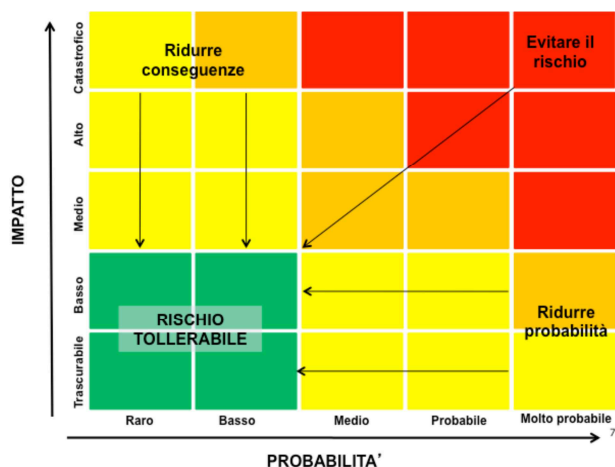 IMPATTO
Catastrofico
Alto
Medio
Basso
Trascurabile
Ridurre
conseguenze
Evitare il
rischio
RISCHIO
TOLLERABILE
Ridurre
probabilità
Raro
Basso
Medio
Probabile
Molto probabile
7
PROBABILITA'